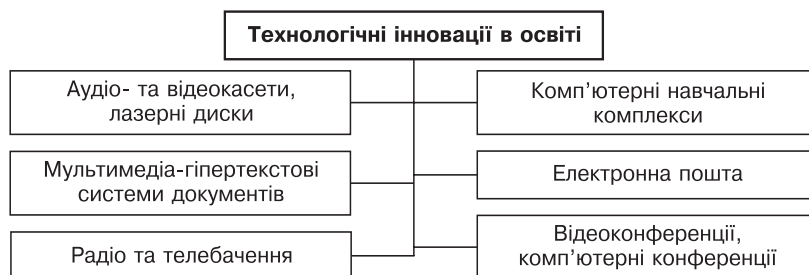 Технологічні інновації в освіті
Аудіо- та відеокасети,
лазерні диски
Комп’ютерні навчальні
комплекси
Мультимедіа-гіпертекстові
системи документів
Електронна пошта
Радіо та телебачення
Відеоконференції,
комп’ютерні конференції